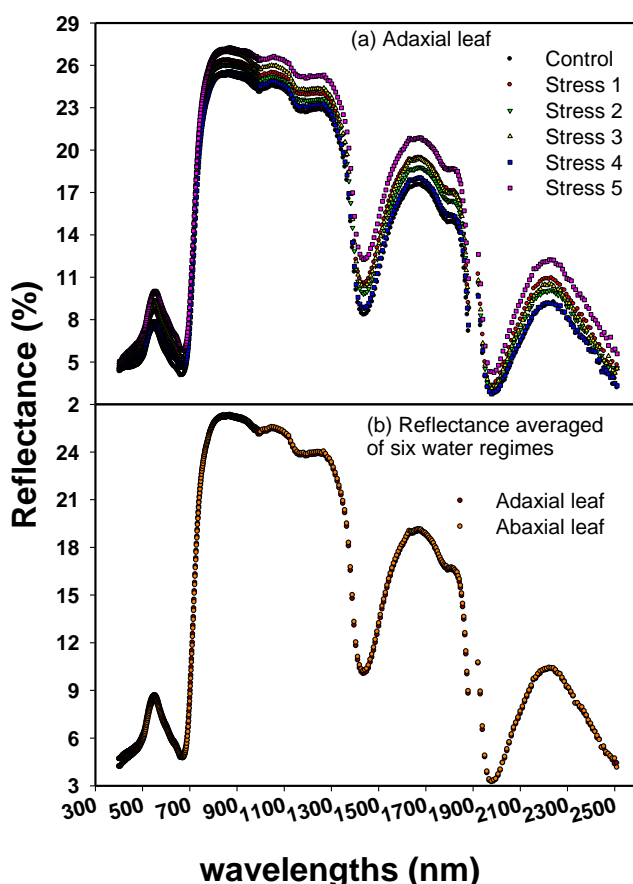 29
26
23
20
17
14
11
8
5
2
(a) Adaxial leaf
Control
Stress 1
Stress 2
Stress 3
Stress 4
Stress 5
Reflectance (%)
24
21
18
15
12
9
6
3
(b) Reflectance averaged
of six water regimes
Adaxial leaf
Abaxial leaf
300 400 500 700 900 1100 1300 1500 1700 1900 2100 2300 2500
wavelengths (nm)